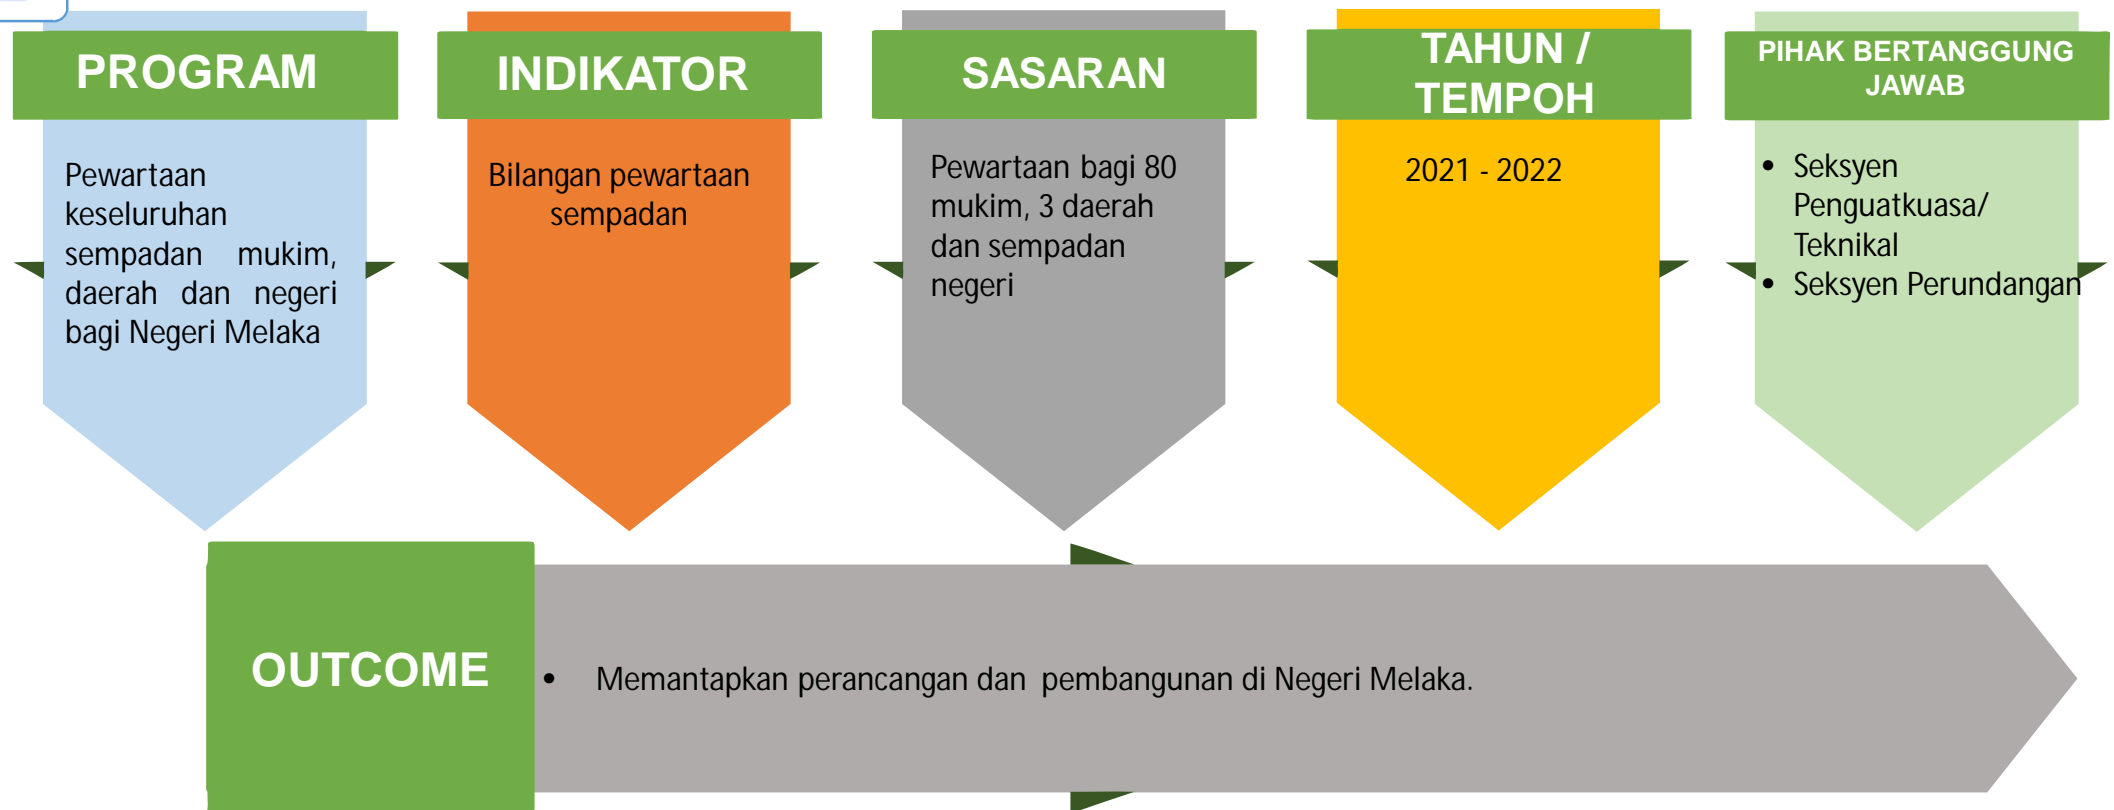 PROGRAM
Pewartaan
keseluruhan
sempadan mukim,
daerah dan negeri
bagi Negeri Melaka
INDIKATOR
Bilangan pewartaan
sempadan
SASARAN
Pewartaan bagi 80
mukim, 3 daerah
dan sempadan
negeri
TAHUN /
TEMPOH
2021 - 2022
PIHAK BERTANGGUNG
JAWAB
• Seksyen
Penguatkuasa/
Teknikal
• Seksyen Perundangan
OUTCOME
• Memantapkan perancangan dan pembangunan di Negeri Melaka.